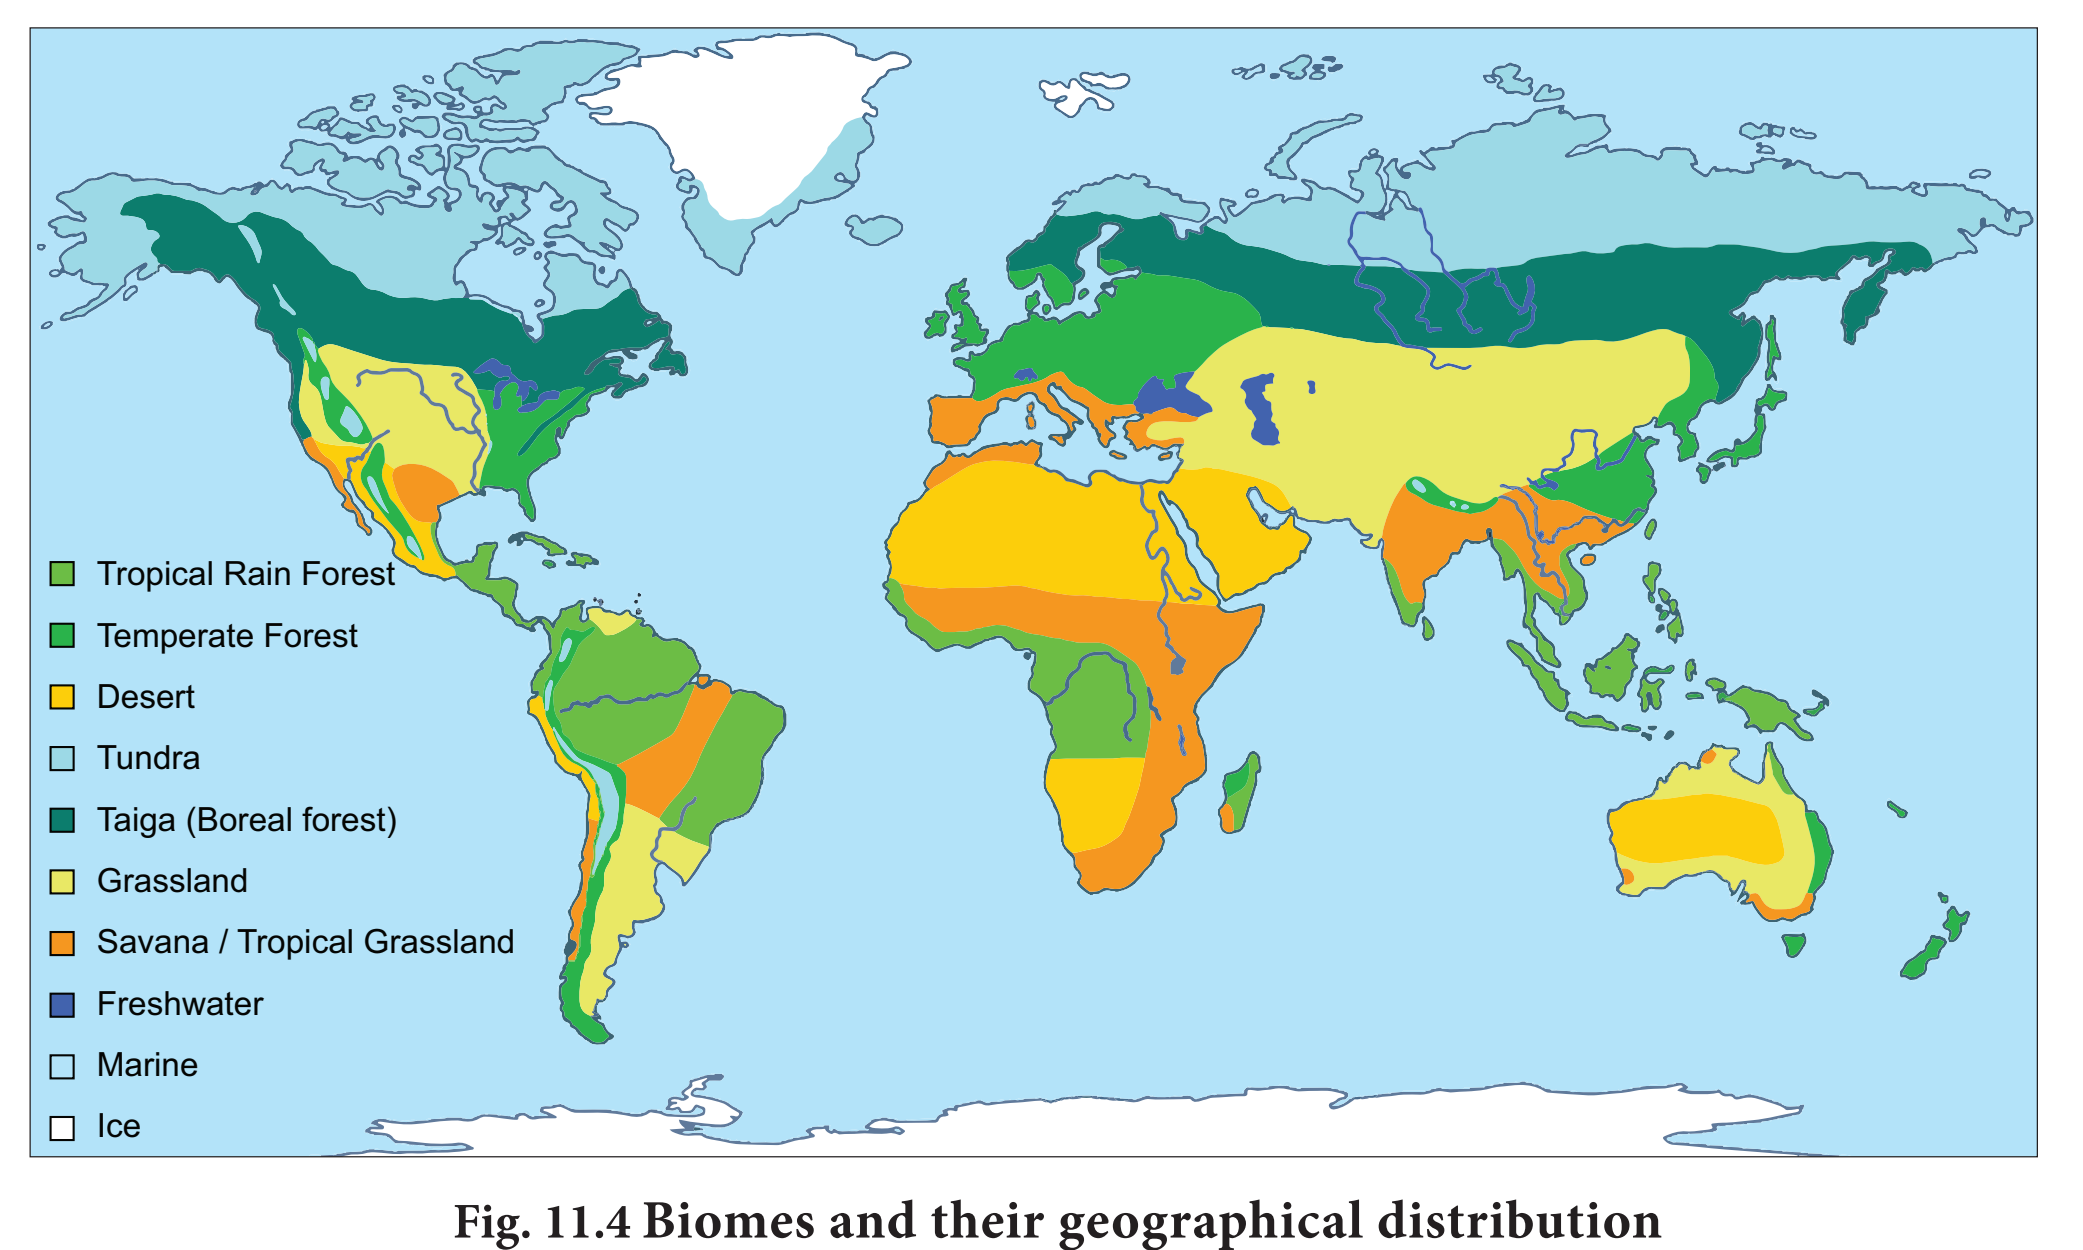 Tropical Rain Forest
Temperate Forest
Desert
Tundra
Taiga (Boreal forest)
Grassland
Savana / Tropical Grassland
Freshwater
Marine
Ice
Fig. 11.4 Biomes and their geographical distribution